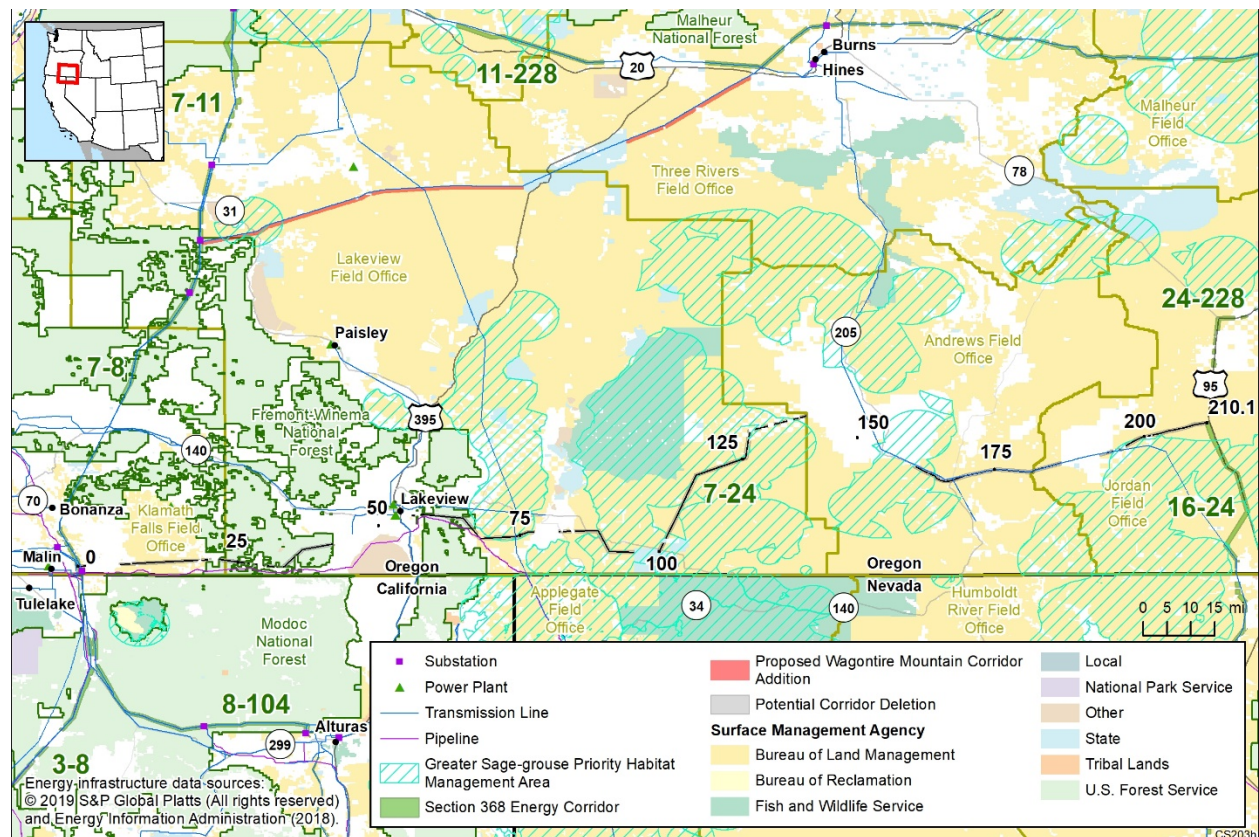 Malheur
National Forest
Burns
Hines
11-228
20
7-11
Malheur
Field
Office
Three Rivers
Field Office
78
31
Lakeview
Field Office
24-228
Paisley
205
Andrews Field
Office
7-8
Fremont-Winema
National
Forest
395
95
210.1
125
150
200
140
175
7-24
Jordan
Field
Office
70
Bonanza
Klamath
Falls Field
Office
50
Lakeview
75
16-24
25
Malin
0
100
Oregon
California
Oregon
Nevada
Tulelake
Applegate
Field
Office
34
140
Humboldt
River Field
Office
0 5 10 15 mi
Modoc
National
Forest
8-104
Alturas
299
3-8
Energy infrastructure data sources:
© 2019 S&P Global Platts (All rights reserved)
and Energy Information Administration (2018).
Substation
Power Plant
Transmission Line
Pipeline
Greater Sage-grouse Priority Habitat
Management Area
Section 368 Energy Corridor
Proposed Wagontire Mountain Corridor
Addition
Potential Corridor Deletion
Surface Management Agency
Bureau of Land Management
Bureau of Reclamation
Fish and Wildlife Service
Local
National Park Service
Other
State
Tribal Lands
U.S. Forest Service
CS203h